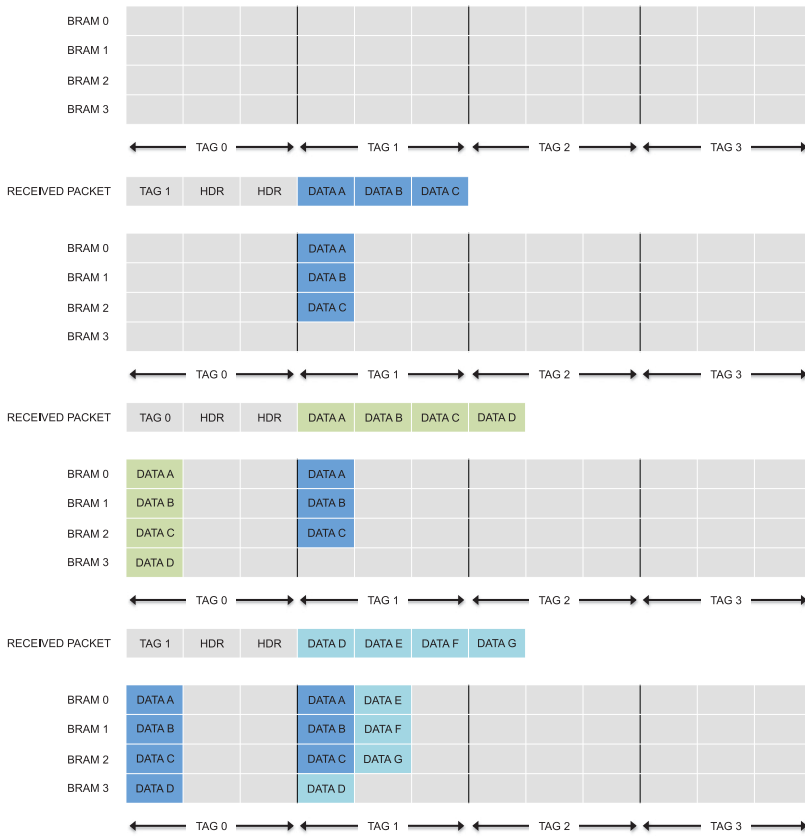 BRAM 0
BRAM 1
BRAM 2
BRAM 3
TAG 0 TAG 1 TAG 2 TAG 3
RECEIVED PACKET TAG 1 HDR HDR DATA A DATA B DATA C
BRAM 0 DATA A
BRAM 1 DATA B
BRAM 2 DATA C
BRAM 3
TAG 0 TAG 1 TAG 2 TAG 3
RECEIVED PACKET TAG 0 HDR HDR DATA A DATA B DATA C DATA D
BRAM 0 DATA A DATA A
BRAM 1 DATA B DATA B
BRAM 2 DATA C DATA C
BRAM 3 DATA D
TAG 0 TAG 1 TAG 2 TAG 3
RECEIVED PACKET TAG 1 HDR HDR DATA D DATA E DATA F DATA G
BRAM 0 DATA A DATA A DATA E
BRAM 1 DATA B DATA B DATA F
BRAM 2 DATA C DATA C DATA G
BRAM 3 DATA D DATA D
TAG 0 TAG 1 TAG 2 TAG 3